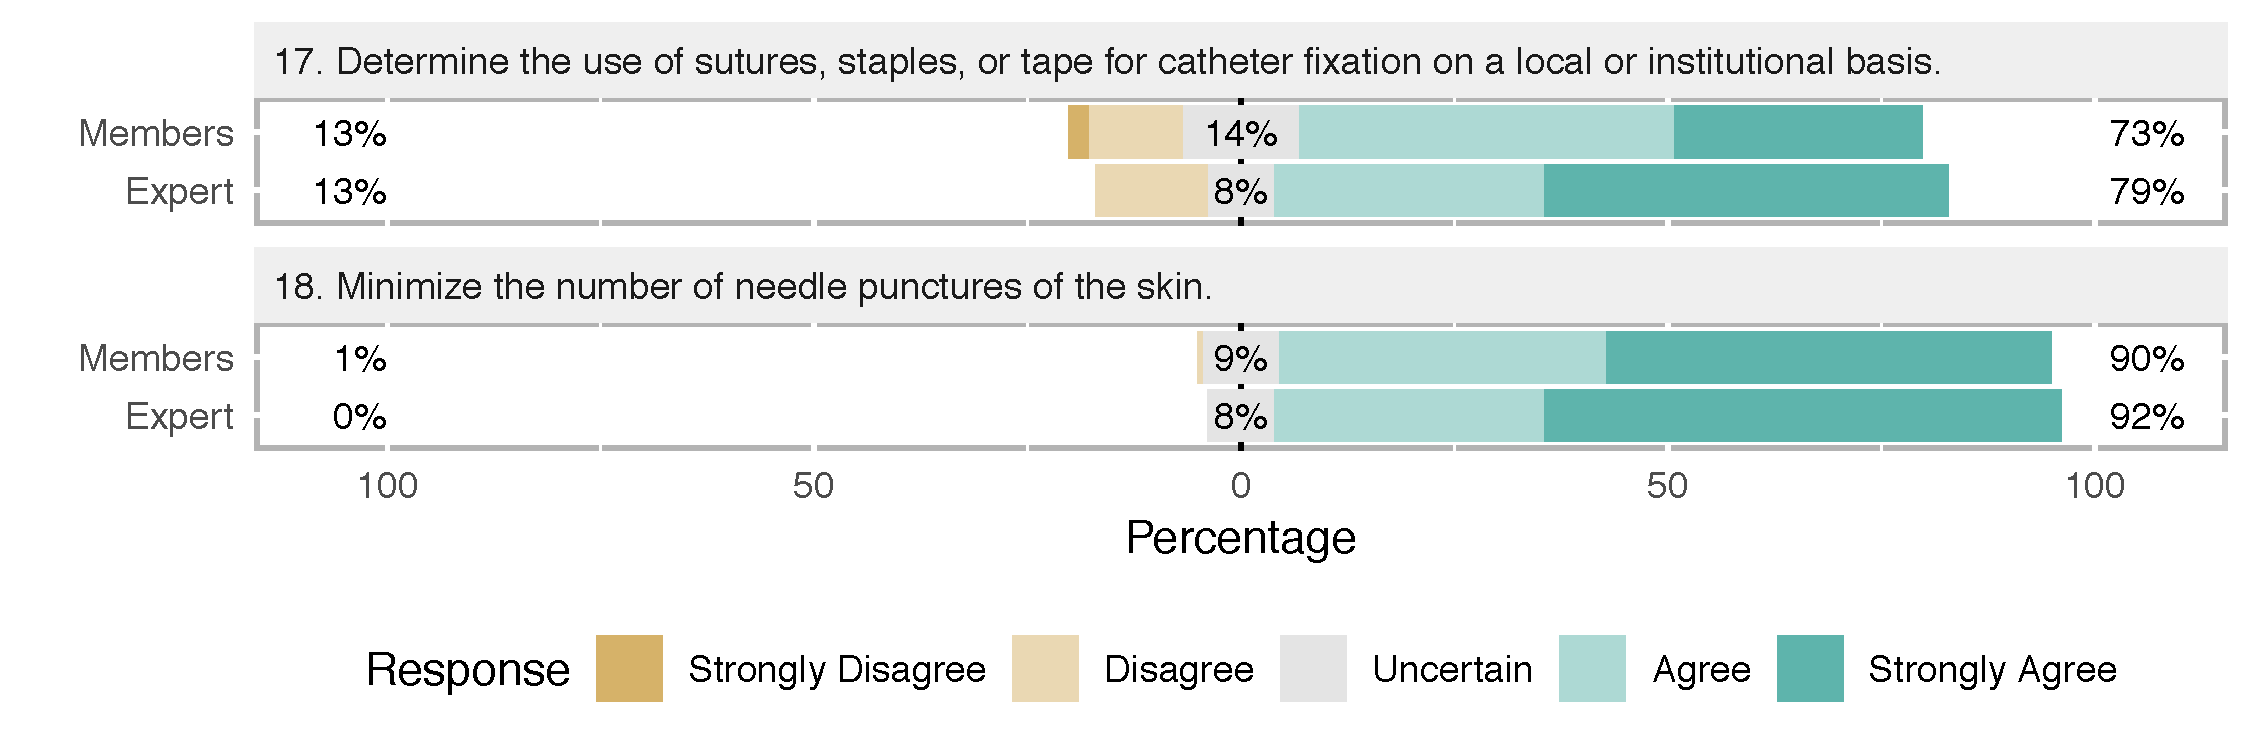 17. Determine the use of sutures, staples, or tape for catheter fixation on a local or institutional basis.
Members 13% 14% 73%
Expert 13% 8% 79%
18. Minimize the number of needle punctures of the skin.
Members 1% 9% 90%
Expert 0% 8% 92%
100 50 0 50 100
Percentage
Response Strongly Disagree Disagree Uncertain Agree Strongly Agree